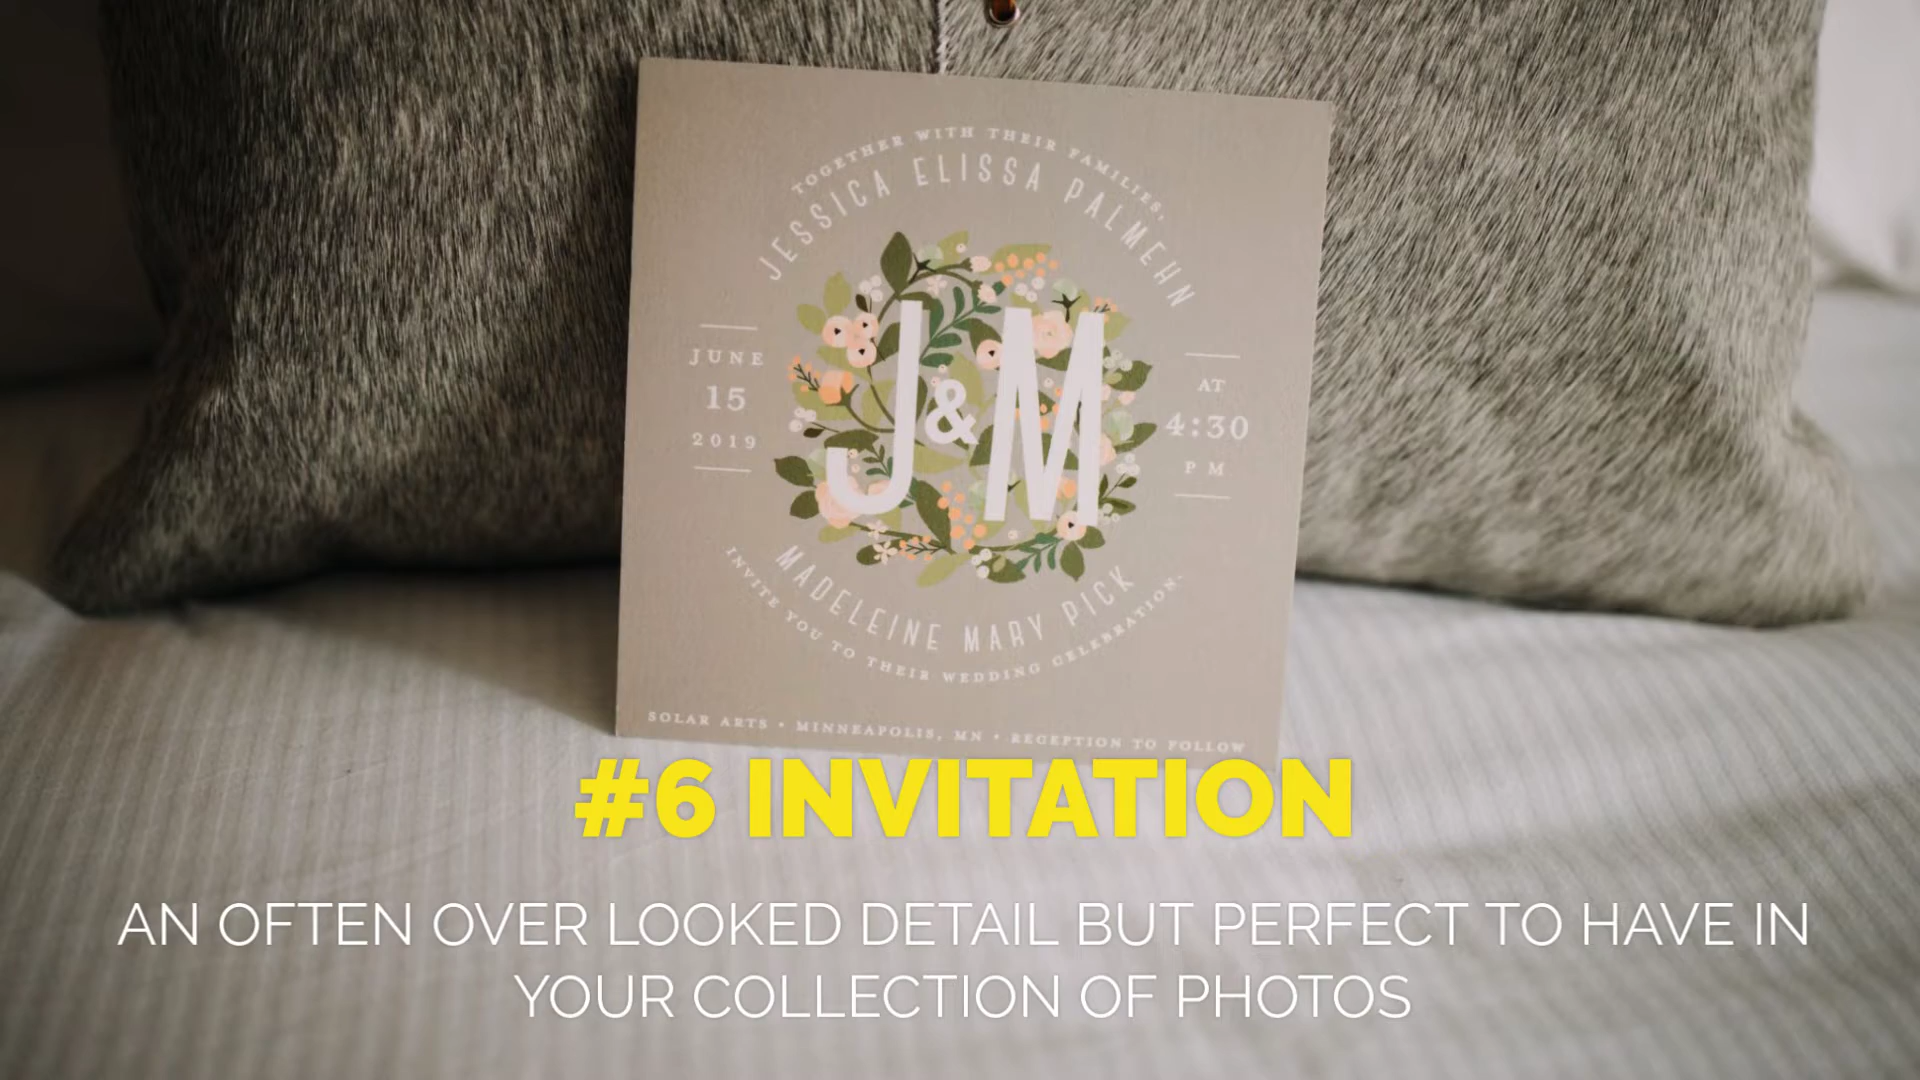 TOGETHER WITH THEIR FAMILIES,
JESSICA ELISSA PALMEHN
JUNE
15
2019
J&M
AT
4:30
PM
MADELEINE MARY PICK
INVITE YOU TO THEIR WEDDING CELEBRATION.
SOLAR ARTS • MINNEAPOLIS, MN • RECEPTION TO FOLLOW
#6 INVITATION
AN OFTEN OVER LOOKED DETAIL BUT PERFECT TO HAVE IN
YOUR COLLECTION OF PHOTOS